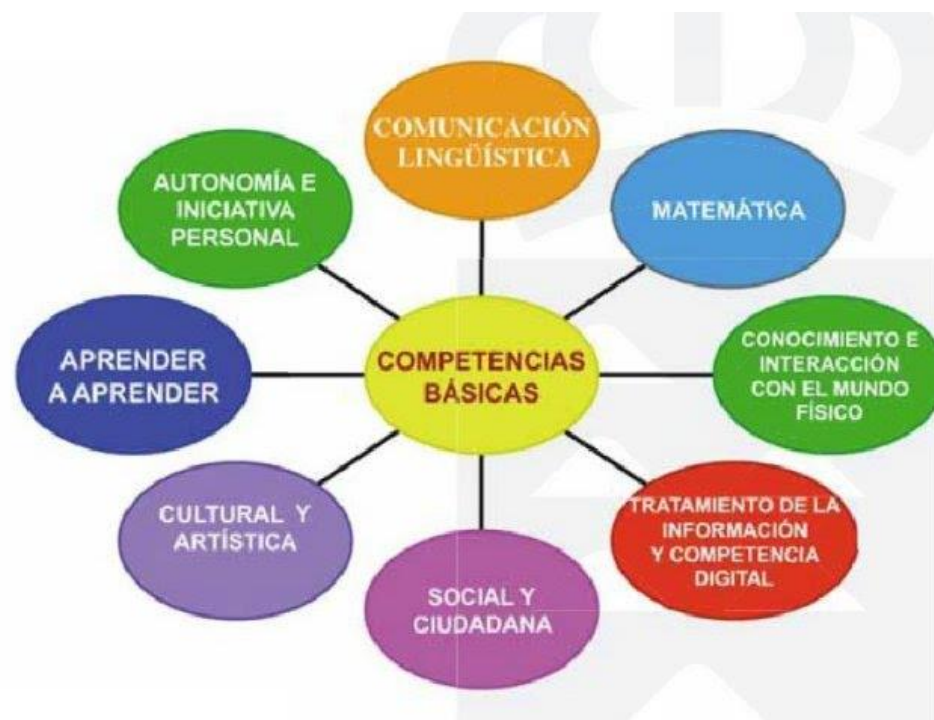 COMUNICACIÓN
LINGÜÍSTICA
MATEMÁTICA
CONOCIMIENTO E
INTERACCIÓN
CON EL MUNDO
FÍSICO
TRATAMIENTO DE LA
INFORMACIÓN
Y COMPETENCIA
DIGITAL
SOCIAL Y
CIUDADANA
CULTURAL Y
ARTÍSTICA
APRENDER
A APRENDER
AUTONOMÍA E
INICIATIVA
PERSONAL
COMPETENCIAS
BÁSICAS